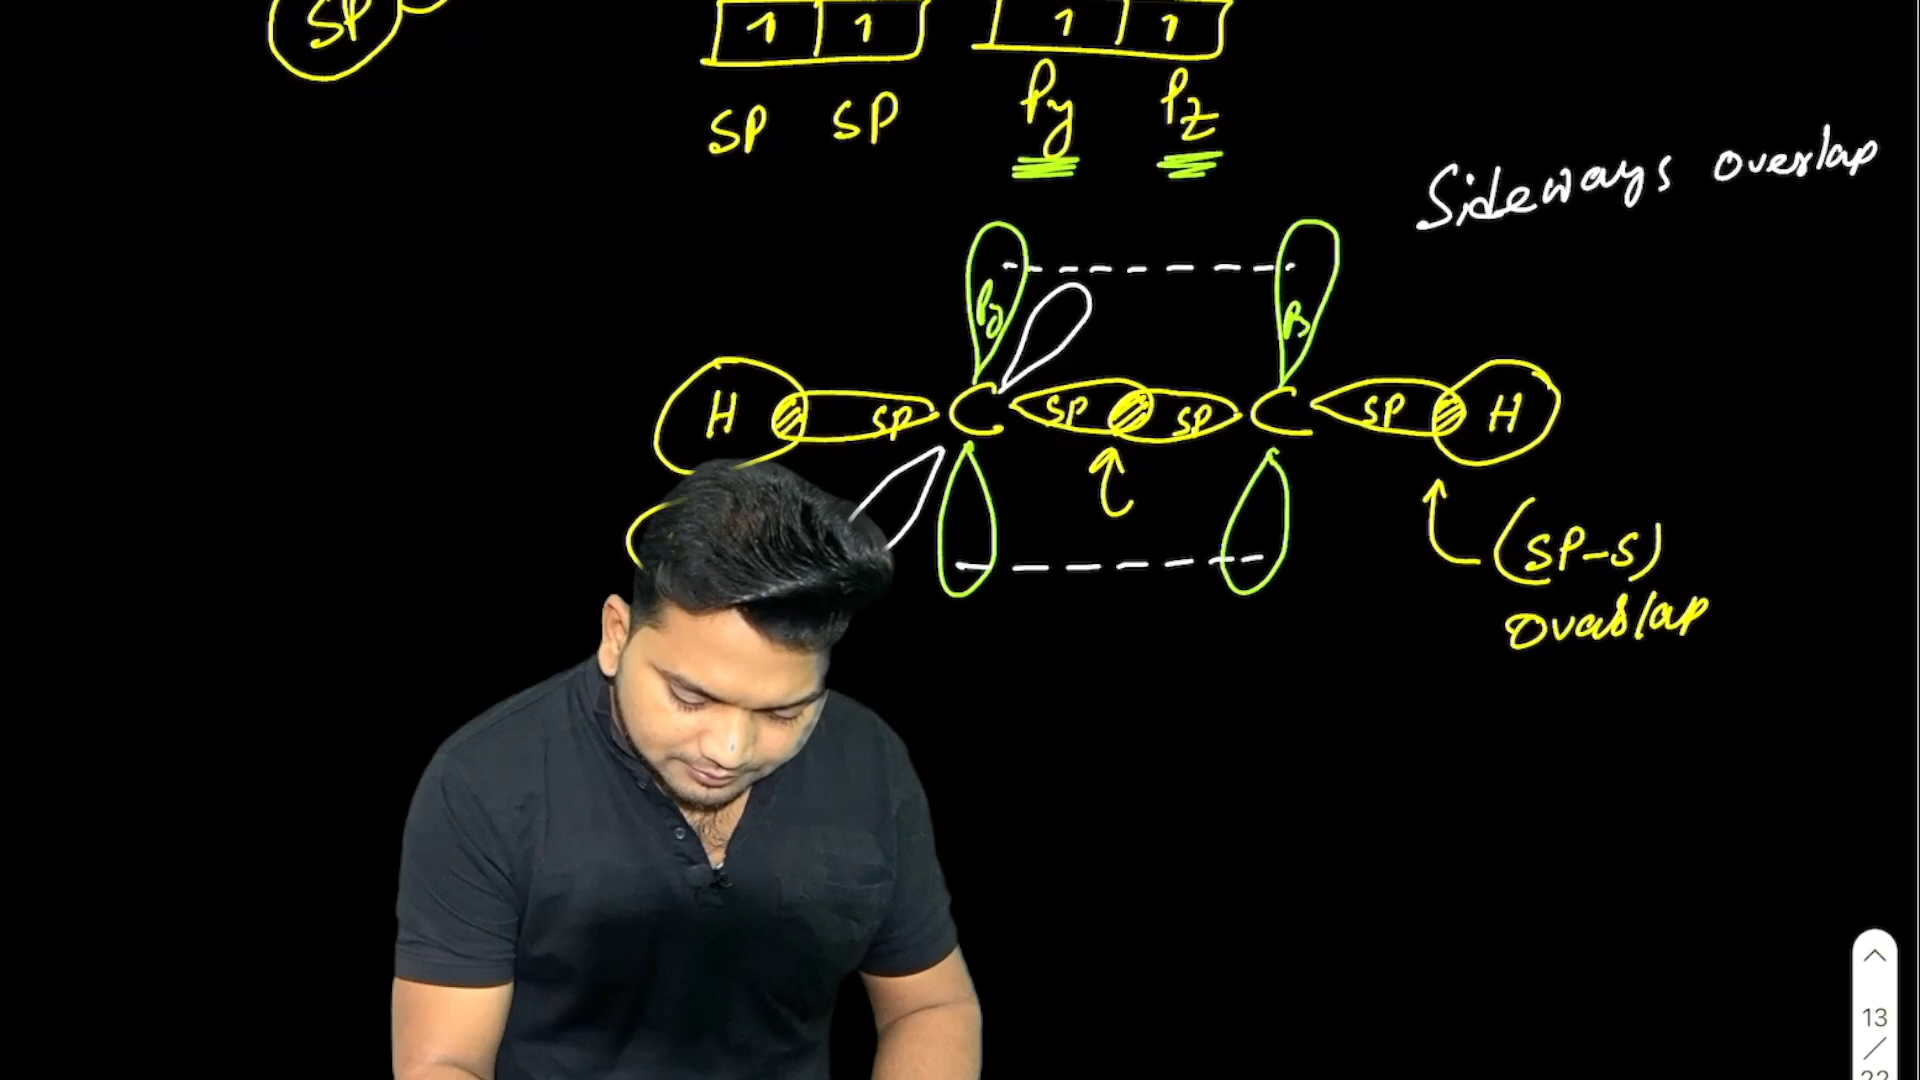 SP
1 1 1 1
SP SP Py Pz
Sideways overlap
Py Py
H SP C SP SP C SP H
(SP-S)
overlap
13
/
22